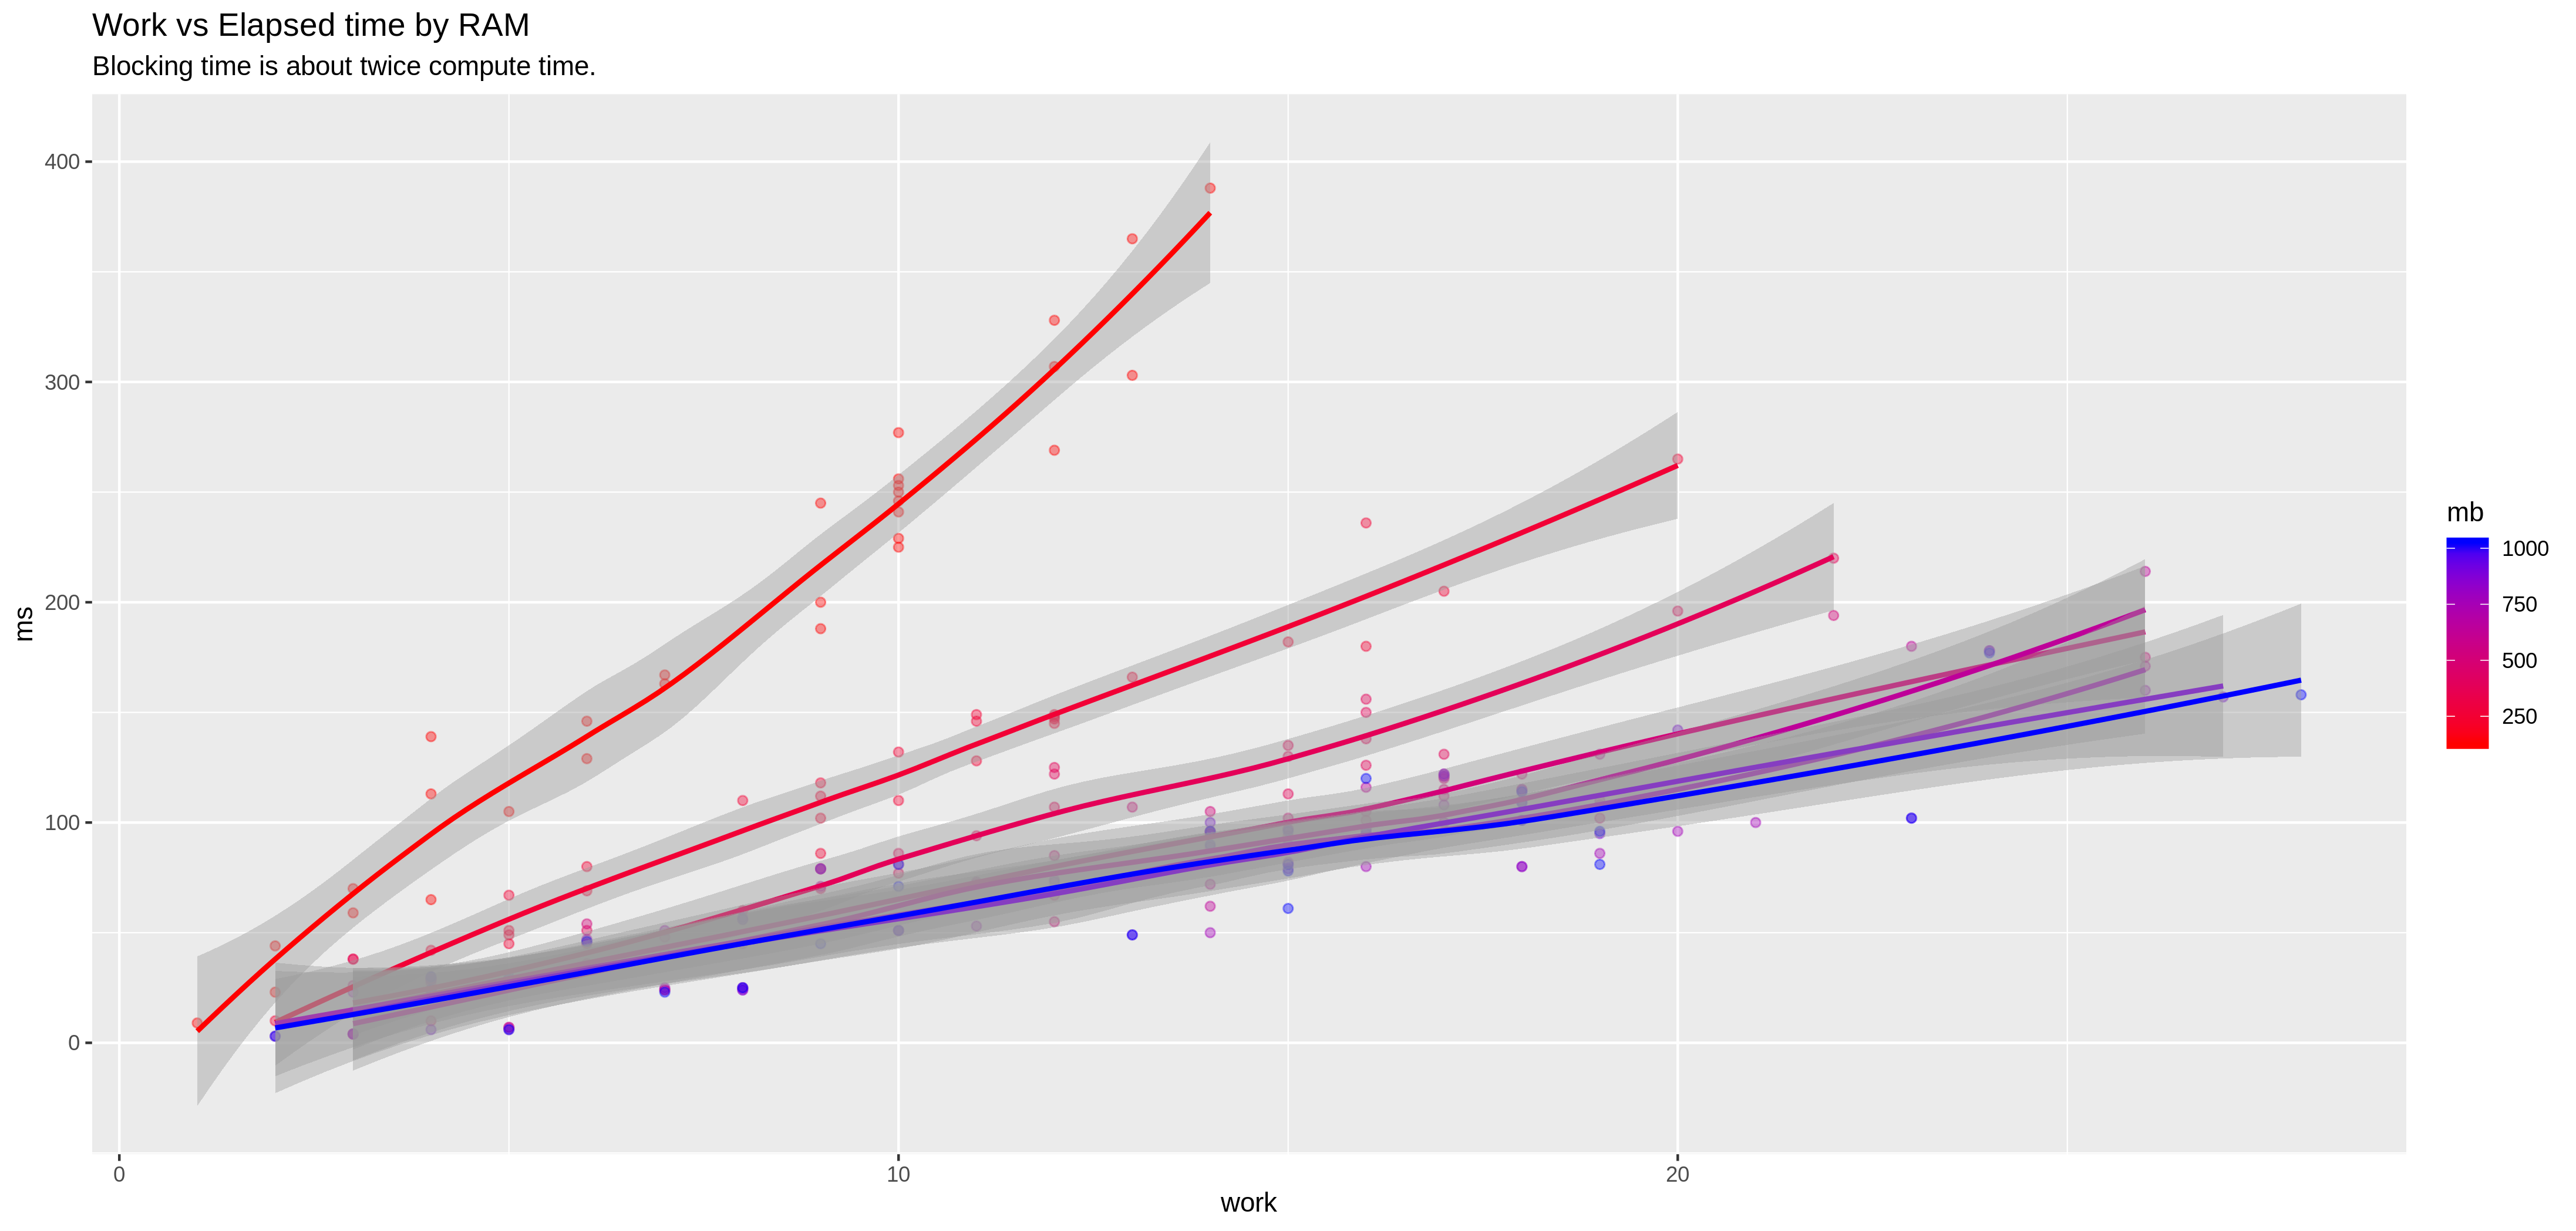 Work vs Elapsed time by RAM
Blocking time is about twice compute time.
400
300
200
100
0
ms
0
10
20
work
mb
1000
750
500
250